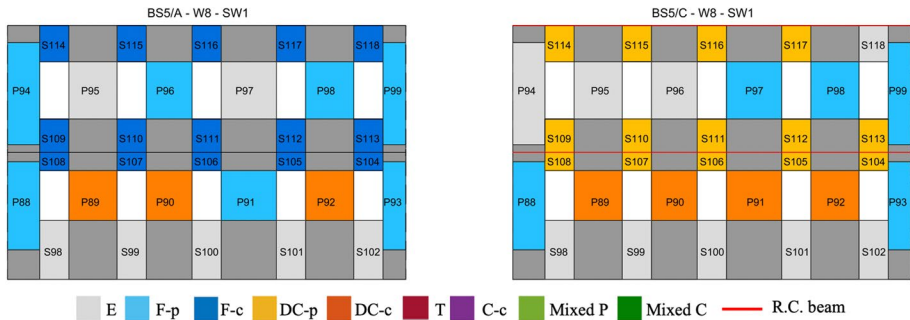 BS5/A - W8 - SW1
BS5/C - W8 - SW1
S114 S115 S116 S117 S118
P94 P95 P96 P97 P98 P99
S109 S110 S111 S112 S113
S108 S107 S106 S105 S104
P88 P89 P90 P91 P92 P93
S98 S99 S100 S101 S102
S114 S115 S116 S117 S118
P94 P95 P96 P97 P98 P99
S109 S110 S111 S112 S113
S108 S107 S106 S105 S104
P88 P89 P90 P91 P92 P93
S98 S99 S100 S101 S102
E F-p F-c DC-p DC-c T C-c Mixed P Mixed C R.C. beam